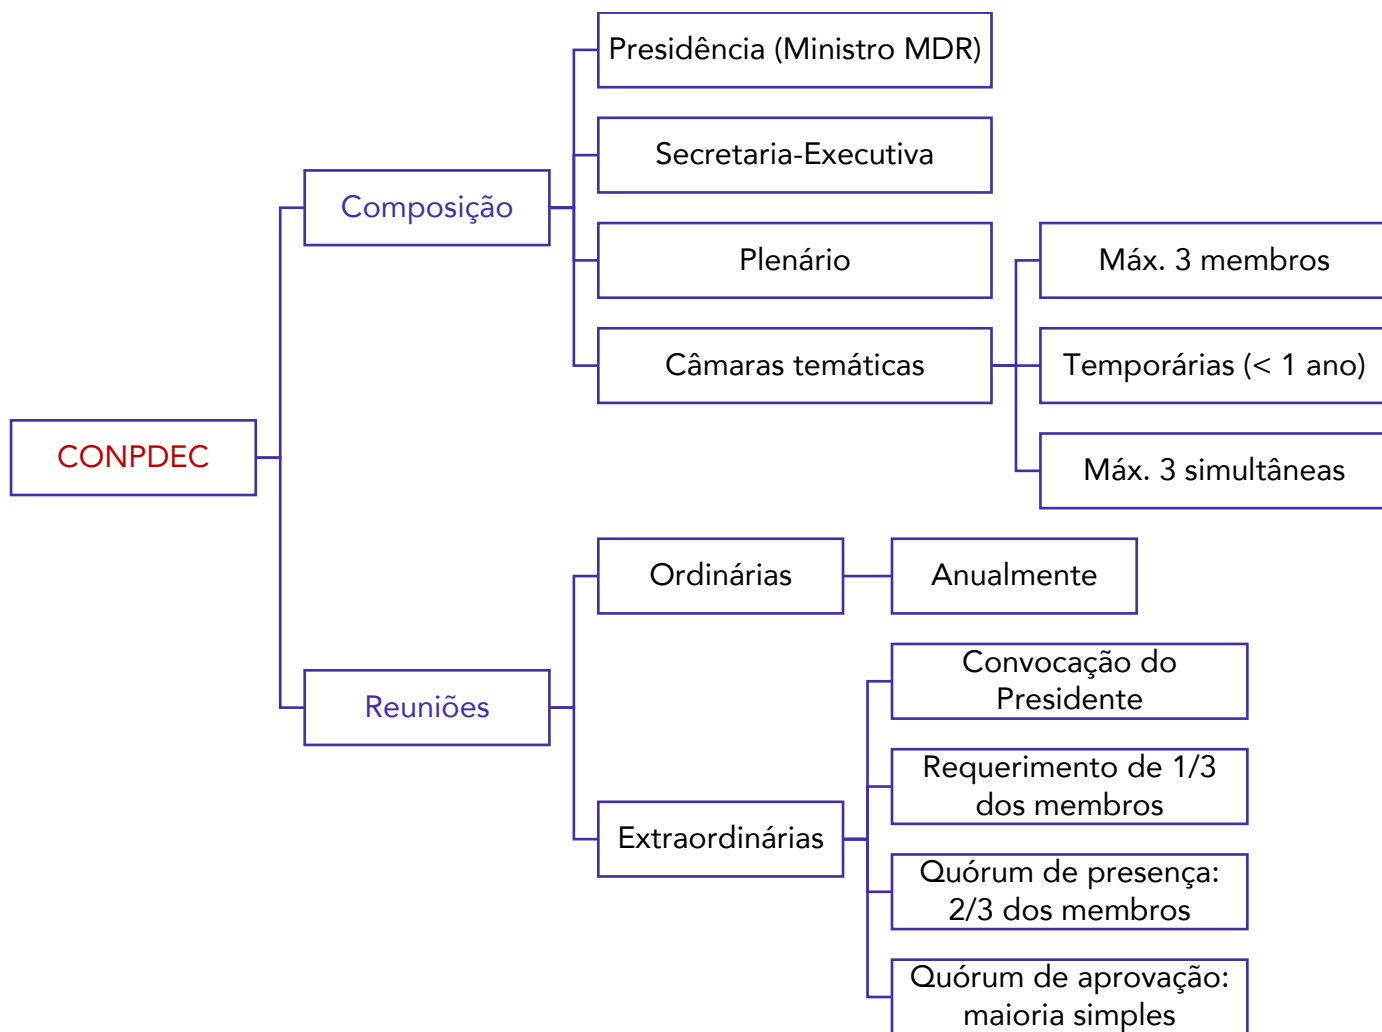 CONPDEC
Composição
Presidência (Ministro MDR)
Secretaria-Executiva
Plenário
Câmaras temáticas
Máx. 3 membros
Temporárias (< 1 ano)
Máx. 3 simultâneas
Reuniões
Ordinárias
Anualmente
Extraordinárias
Convocação do
Presidente
Requerimento de 1/3
dos membros
Quórum de presença:
2/3 dos membros
Quórum de aprovação:
maioria simples